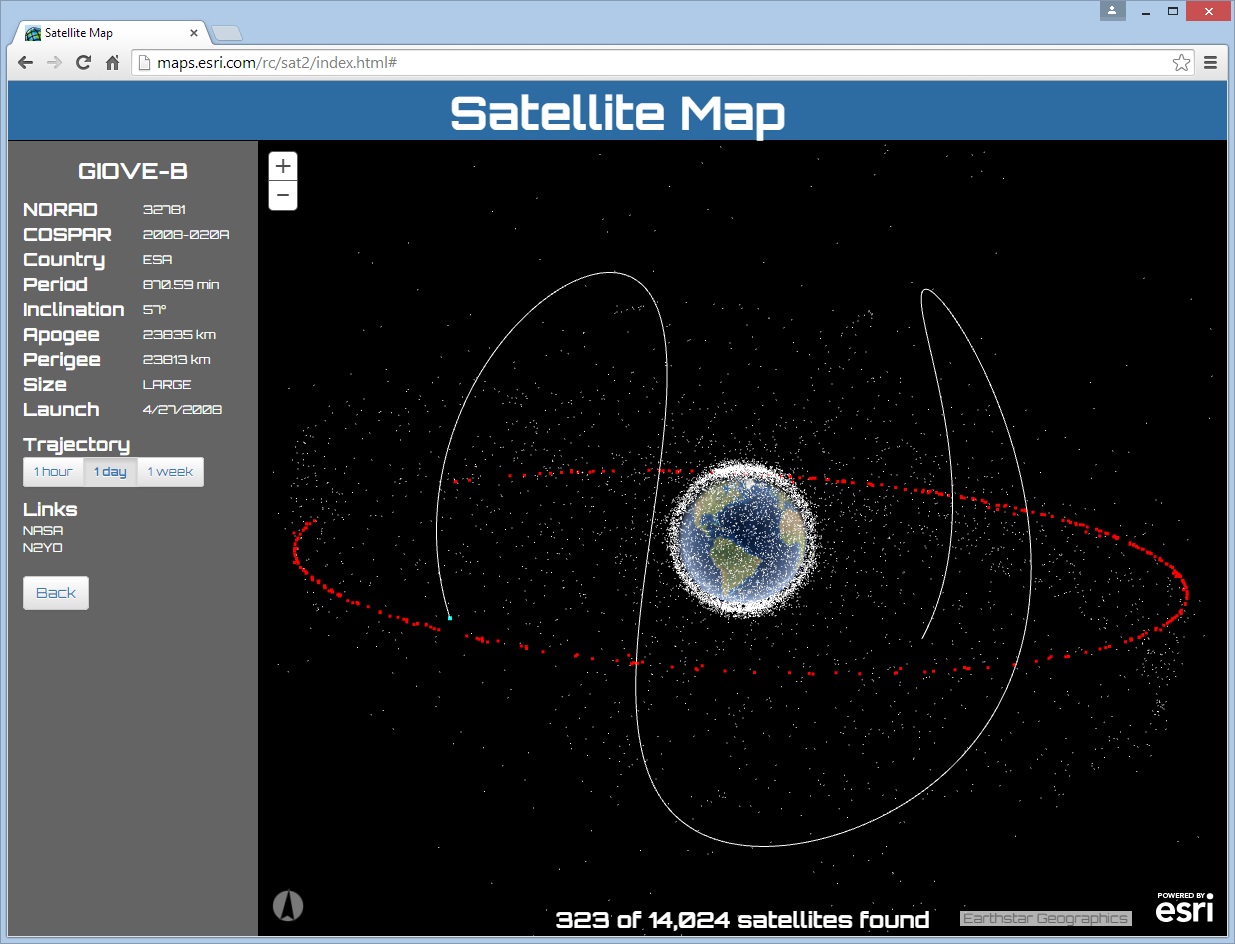 Satellite Map
maps.esri.com/rc/sat2/index.html#
Satellite Map
GIOVE-B
NORAD 32781
COSPAR 2008-020A
Country ESA
Period 870.59 min
Inclination 57°
Apogee 23835 km
Perigee 23813 km
Size LARGE
Launch 4/27/2008
Trajectory
1 hour 1 day 1 week
Links
NASA
N2YO
Back
+
−
323 of 14,024 satellites found
Earthstar Geographics
POWERED BY
esri